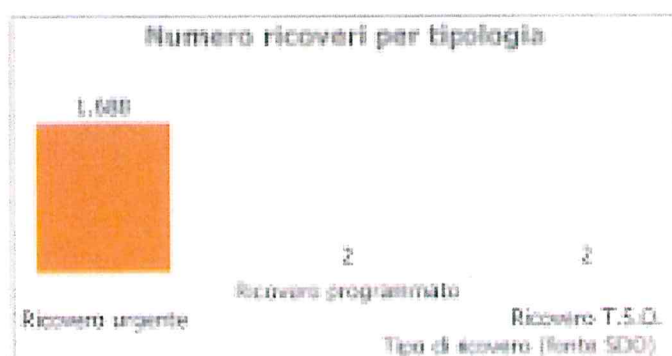 Numero ricoveri per tipologia
1.688
2
2
Ricovero programmato
Ricovero urgente
Ricovero T.S.O.
Tipo di ricovero (fonte SDO)